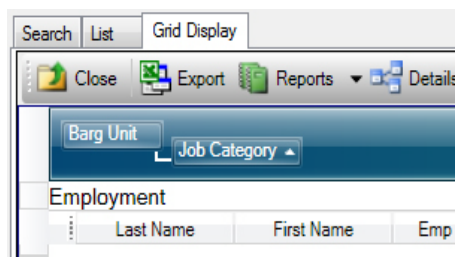 Search List Grid Display
Close Export Reports Details
Barg Unit
Job Category
Employment
Last Name First Name Emp